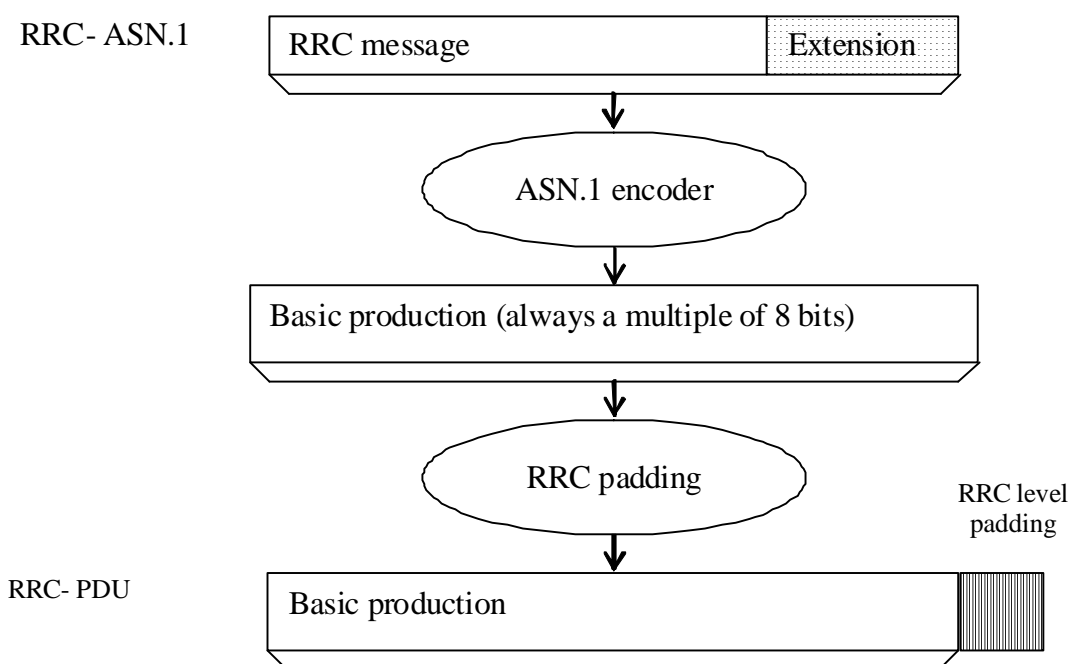 RRC- ASN.1
RRC message
Extension
ASN.1 encoder
Basic production (always a multiple of 8 bits)
RRC padding
RRC level
padding
RRC- PDU
Basic production